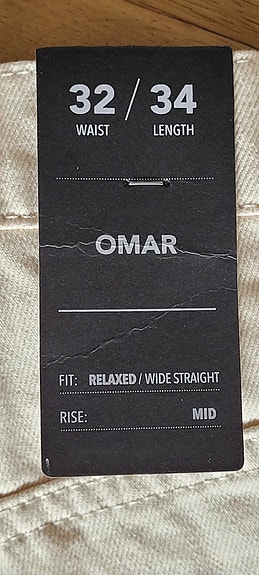 32 / 34
WAIST LENGTH
OMAR
FIT: RELAXED / WIDE STRAIGHT
RISE: MID